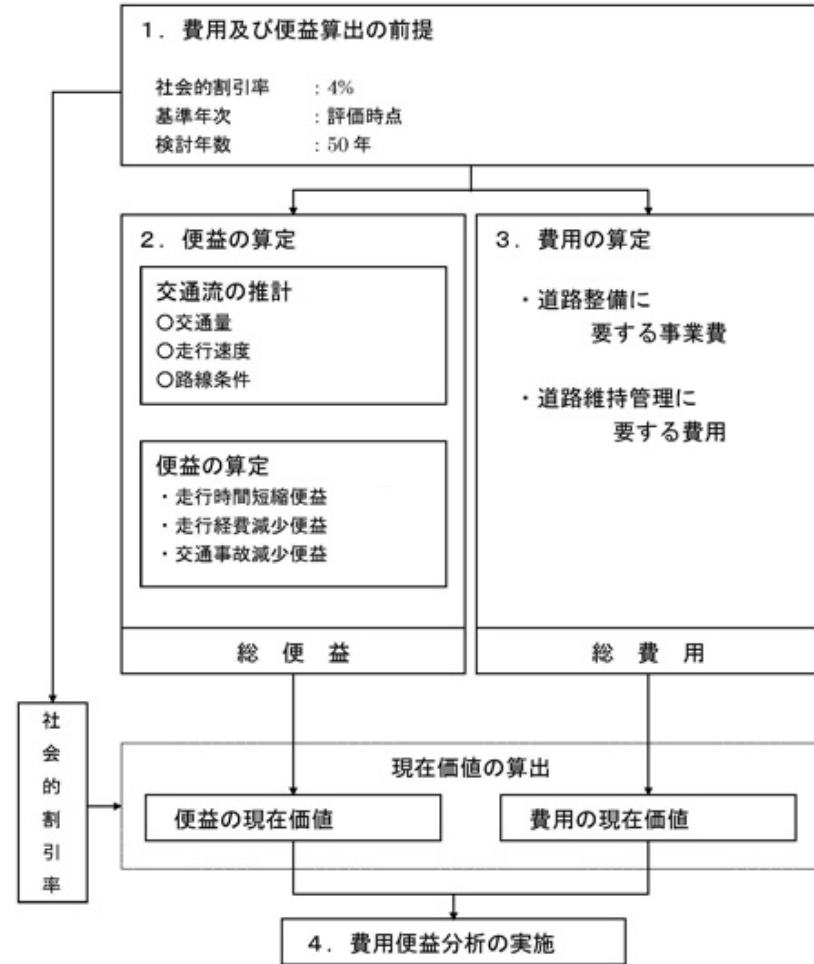 1．費用及び便益算出の前提
社会的割引率　：4%
基準年次　：評価時点
検討年数　：50年
2．便益の算定
交通流の推計
○交通量
○走行速度
○路線条件
便益の算定
・走行時間短縮便益
・走行経費減少便益
・交通事故減少便益
総　便　益
3．費用の算定
・道路整備に
要する事業費
・道路維持管理に
要する費用
総　費　用
社会的割引率
現在価値の算出
便益の現在価値
費用の現在価値
4．費用便益分析の実施